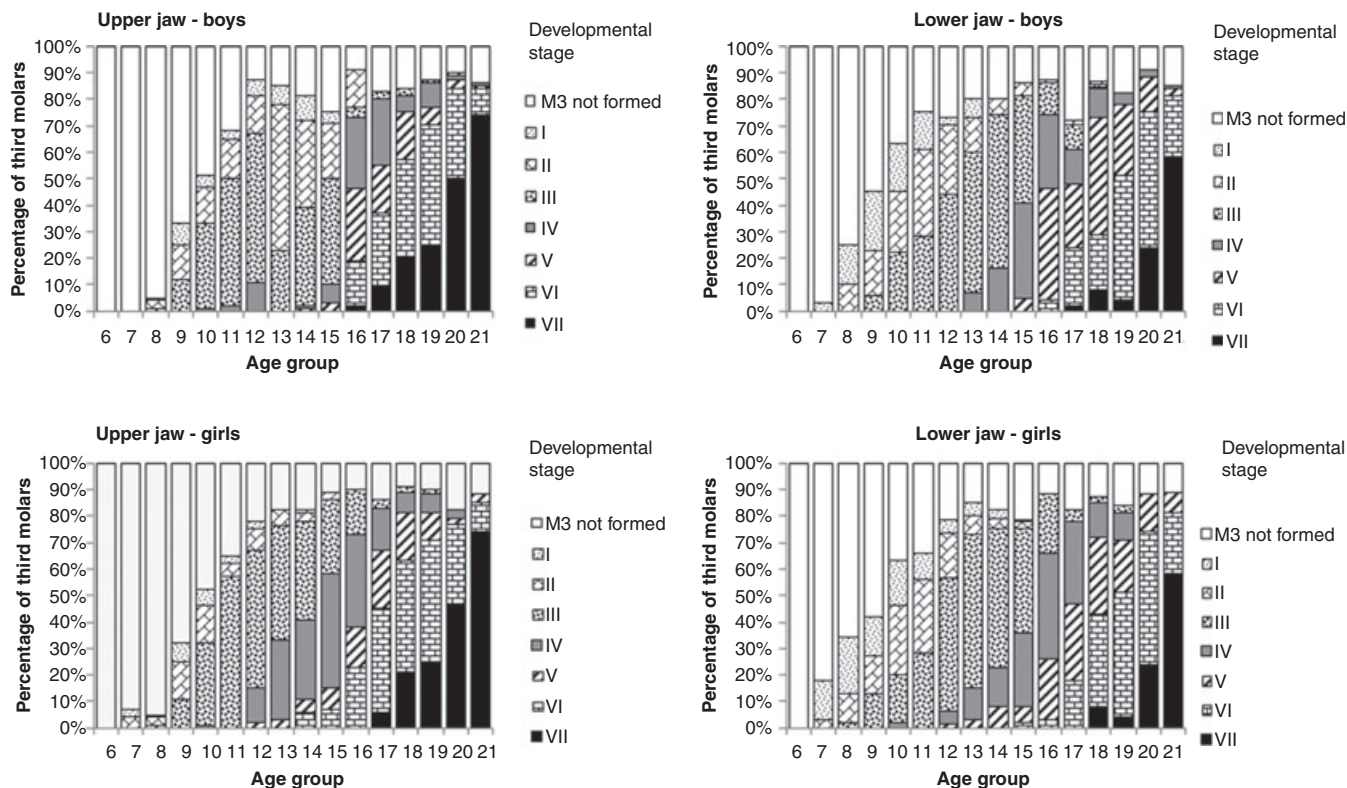 Upper jaw - boys
Percentage of third molars
100%
90%
80%
70%
60%
50%
40%
30%
20%
10%
0%
6 7 8 9 10 11 12 13 14 15 16 17 18 19 20 21
Age group
Developmental
stage
M3 not formed
I
II
III
IV
V
VI
VII
Lower jaw - boys
Percentage of third molars
100%
90%
80%
70%
60%
50%
40%
30%
20%
10%
0%
6 7 8 9 10 11 12 13 14 15 16 17 18 19 20 21
Age group
Developmental
stage
M3 not formed
I
II
III
IV
V
VI
VII
Upper jaw - girls
Percentage of third molars
100%
90%
80%
70%
60%
50%
40%
30%
20%
10%
0%
6 7 8 9 10 11 12 13 14 15 16 17 18 19 20 21
Age group
Developmental
stage
M3 not formed
I
II
III
IV
V
VI
VII
Lower jaw - girls
Percentage of third molars
100%
90%
80%
70%
60%
50%
40%
30%
20%
10%
0%
6 7 8 9 10 11 12 13 14 15 16 17 18 19 20 21
Age group
Developmental
stage
M3 not formed
I
II
III
IV
V
VI
VII